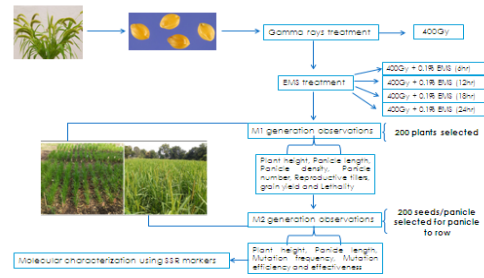 Gamma rays treatment
400Gy
EMS treatment
400Gy + 0.1% EMS (6hr)
400Gy + 0.1% EMS (12hr)
400Gy + 0.1% EMS (18hr)
400Gy + 0.1% EMS (24hr)
M1 generation observations
200 plants selected
Plant height, Panicle length,
Panicle density, Panicle
number, Reproductive tillers,
grain yield and Lethality
M2 generation observations
200 seeds/panicle
selected for panicle
to row
Plant height, Panicle length,
Mutation frequency, Mutation
efficiency and effectiveness
Molecular characterization using SSR markers